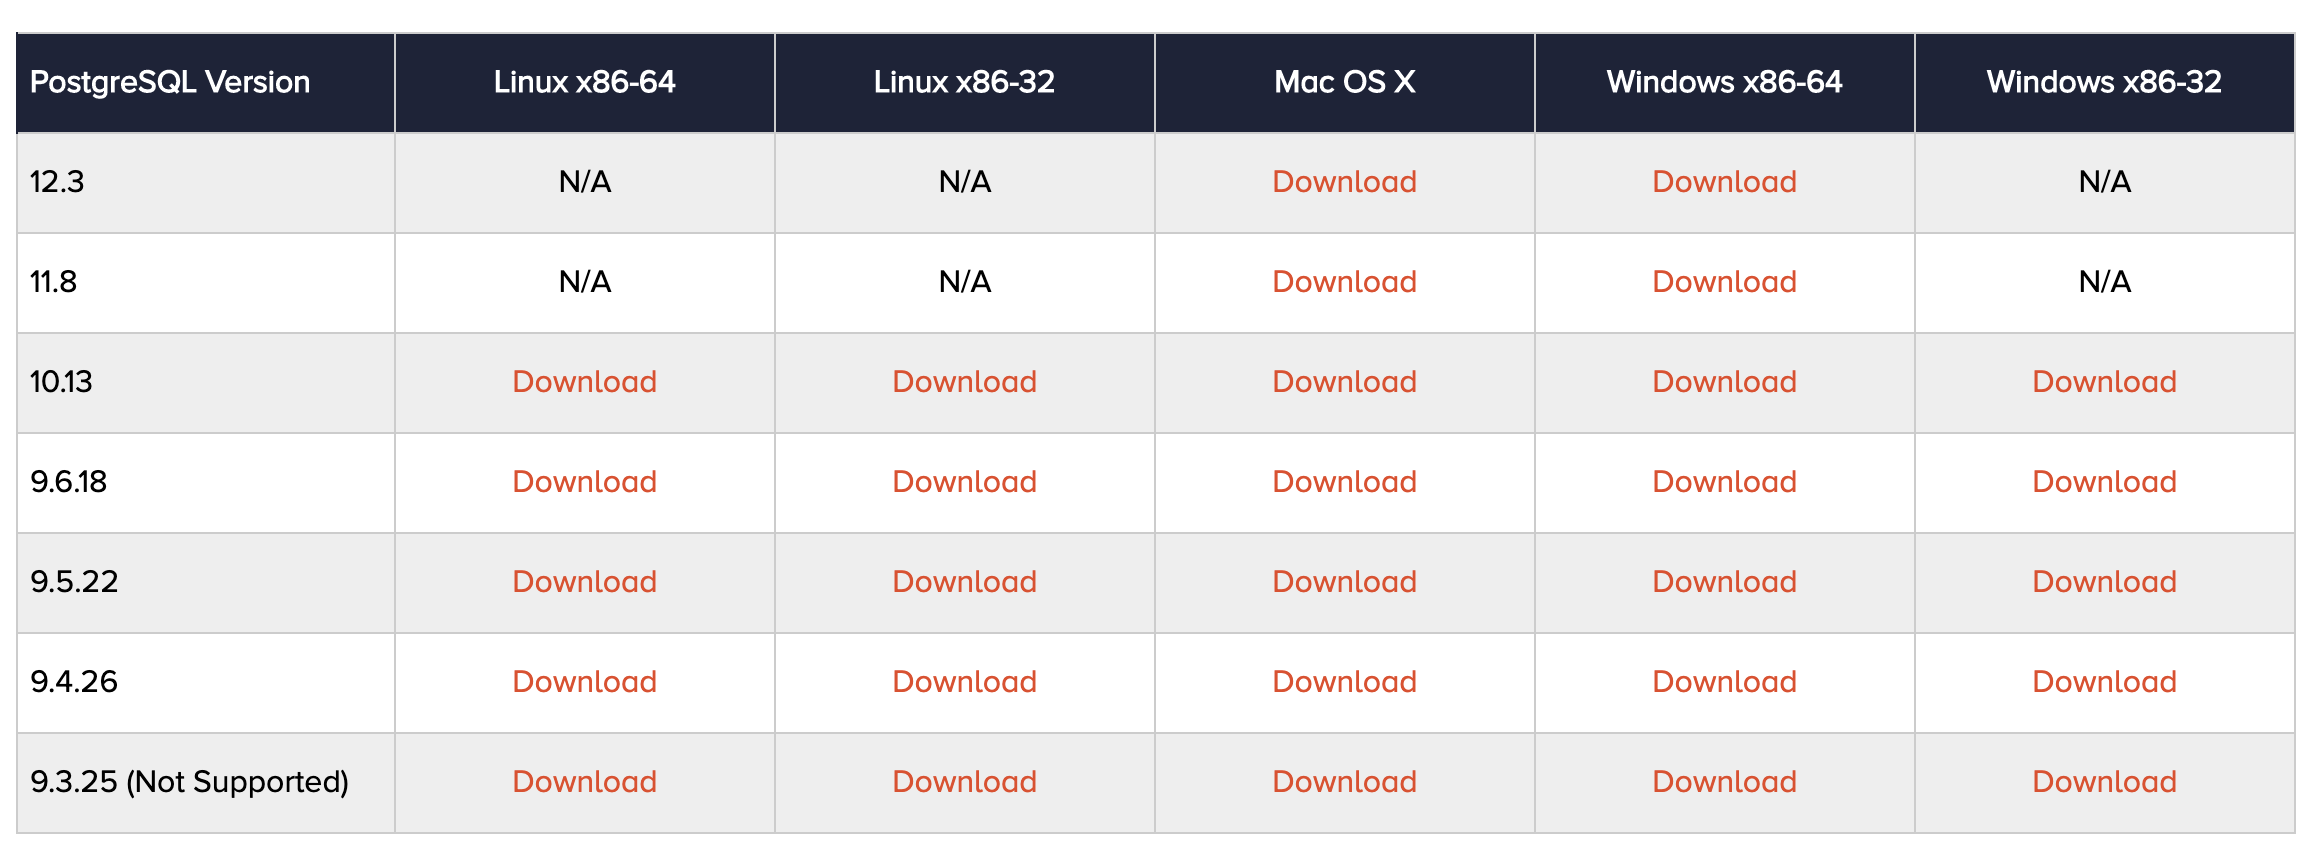 PostgreSQL Version Linux x86-64 Linux x86-32 Mac OS X Windows x86-64 Windows x86-32
12.3 N/A N/A Download Download N/A
11.8 N/A N/A Download Download N/A
10.13 Download Download Download Download Download
9.6.18 Download Download Download Download Download
9.5.22 Download Download Download Download Download
9.4.26 Download Download Download Download Download
9.3.25 (Not Supported) Download Download Download Download Download